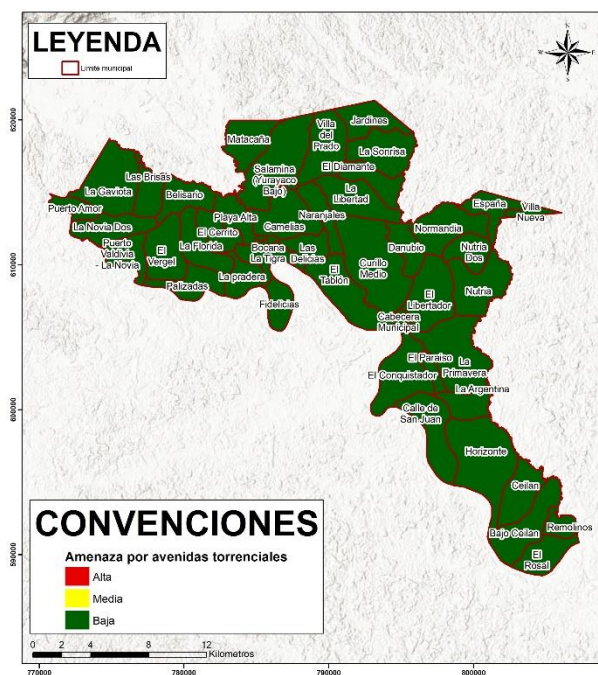 LEYENDA
Limite municipal
N
W
E
S
620000
610000
600000
590000
Jardines
Villa
del
Prado
Matacaña
La Sonrisa
El Diamante
Salamina
(Yurayaco
Bajo)
Las Brisas
La Gaviota
Belisario
La
Libertad
España
Villa
Nueva
Puerto Amor
Playa Alta
Naranjales
La Novia Dos
El Cerrito
Camelias
Normandia
Puerto
Valdivia
- La Novia
El
Vergel
La Florida
Bocana
La Tigra
Las
Delicias
Danubio
Nutria
Dos
Curillo
Medio
El
Tablón
La pradera
Palizadas
El
Libertador
Nutria
Fidelicias
Cabecera
Municipal
El Paraiso
La
Primavera
El Conquistador
La Argentina
Calle de
San Juan
Horizonte
Ceilan
Remolinos
Bajo Ceilan
El
Rosal
CONVENCIONES
Amenaza por avenidas torrenciales
Alta
Media
Baja
0 2 4 8 12
Kilometros
770000 780000 790000 800000